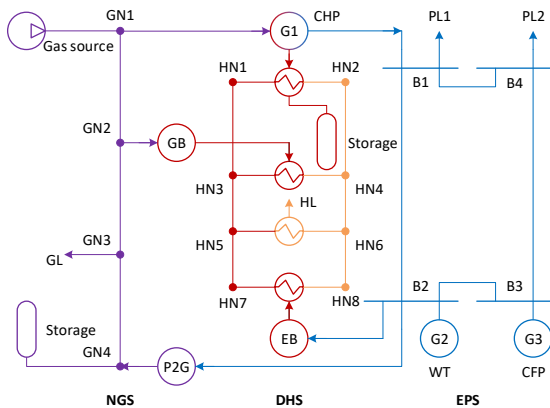 GN1
G1
CHP
PL1
PL2
Gas source
HN1
HN2
B1
B4
GN2
GB
Storage
HN3
HN4
HL
GN3
HN5
HN6
GL
B2
B3
HN7
HN8
Storage
GN4
P2G
EB
G2
G3
WT
CFP
NGS
DHS
EPS